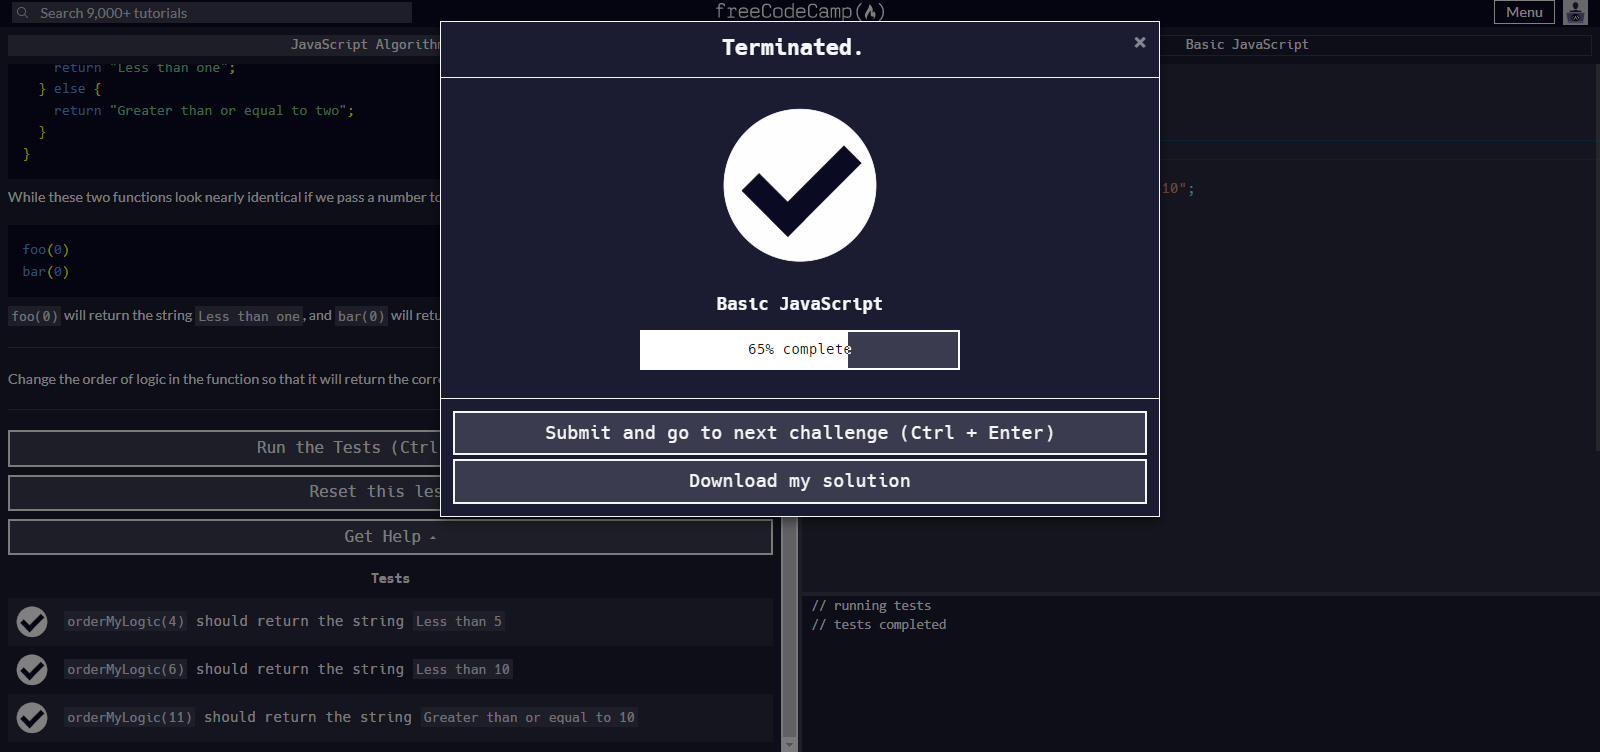 Search 9,000+ tutorials
freeCodeCamp
Menu
JavaScript Algorith
Basic JavaScript
return "Less than one";
} else {
return "Greater than or equal to two";
}
}
While these two functions look nearly identical if we pass a number to
foo(0)
bar(0)
foo(0) will return the string Less than one, and bar(0) will retu
Change the order of logic in the function so that it will return the corre
Run the Tests (Ctrl
Reset this les
Get Help
Tests
orderMyLogic(4) should return the string Less than 5
orderMyLogic(6) should return the string Less than 10
orderMyLogic(11) should return the string Greater than or equal to 10
Terminated.
×
Basic JavaScript
65% complete
Submit and go to next challenge (Ctrl + Enter)
Download my solution
10";
// running tests
// tests completed